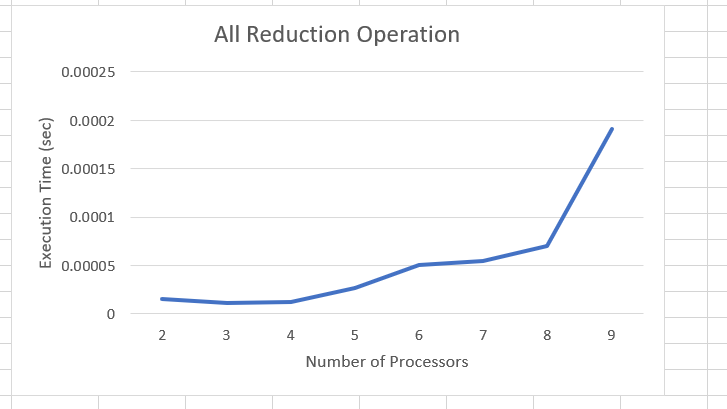 All Reduction Operation
0.00025
0.0002
0.00015
0.0001
0.00005
0
Execution Time (sec)
2 3 4 5 6 7 8 9
Number of Processors